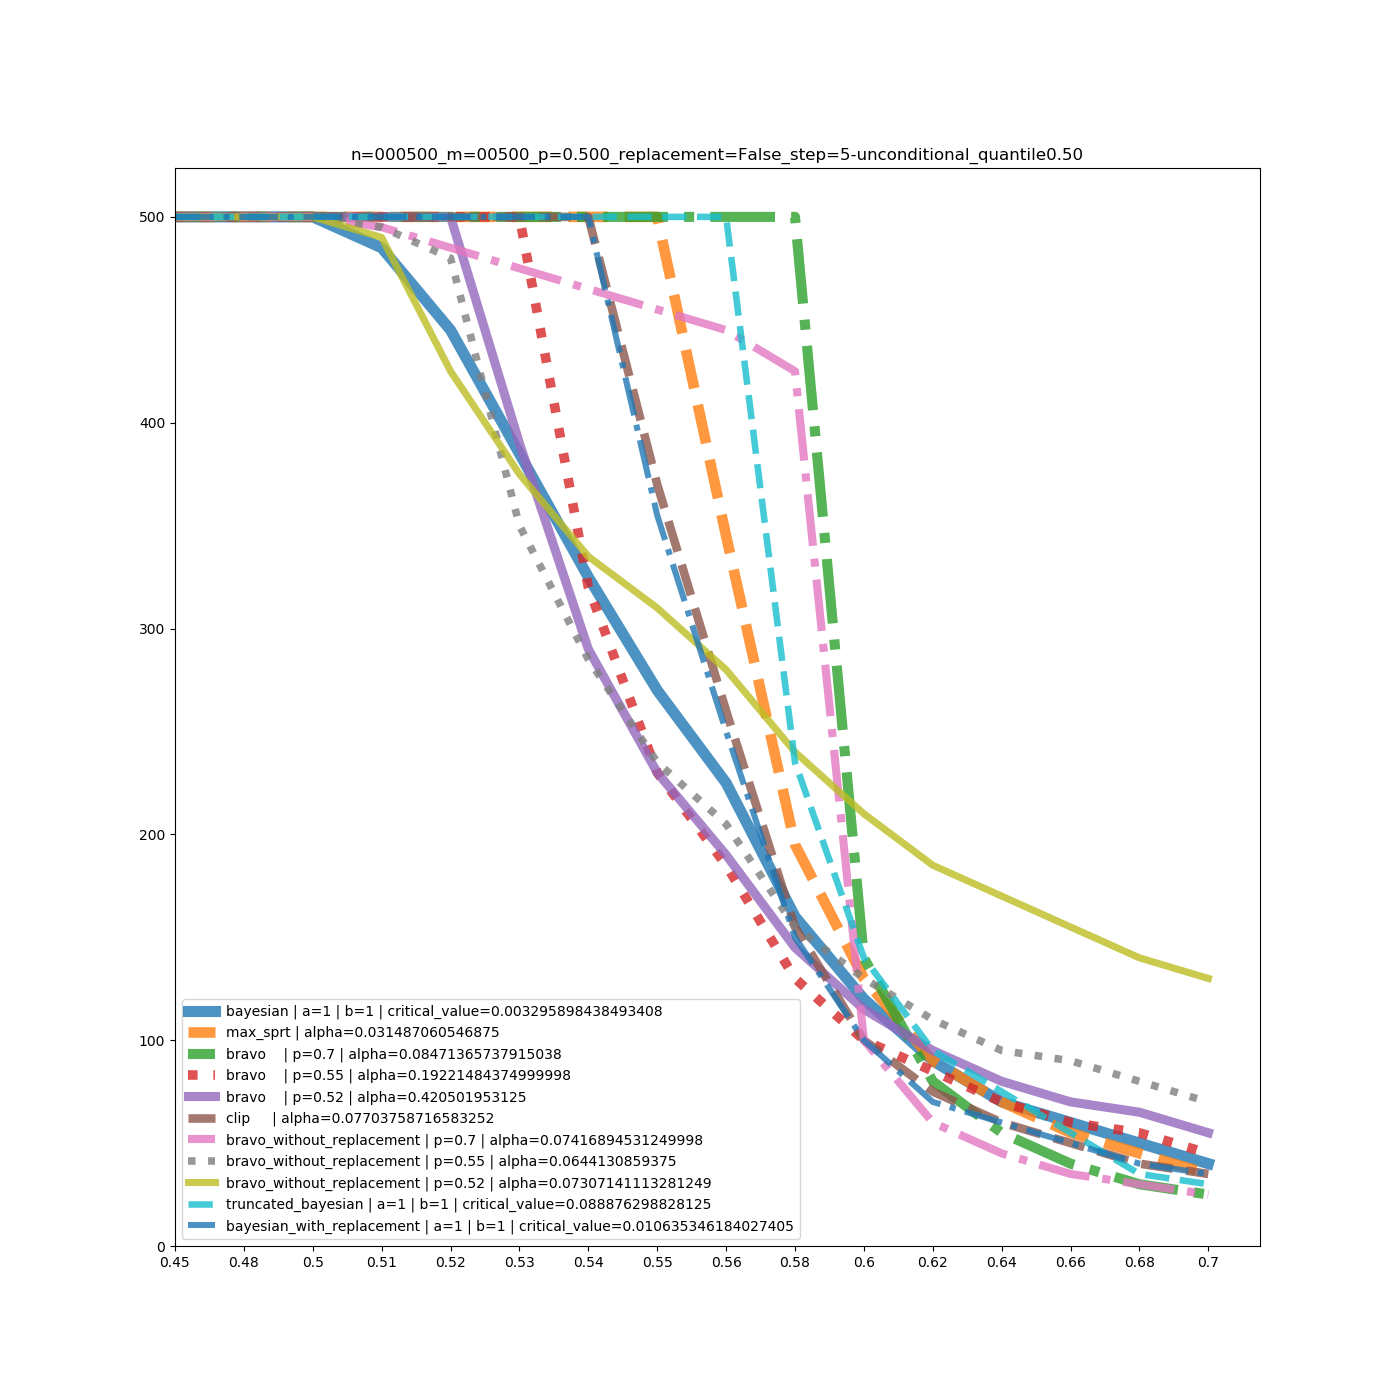 n=000500_m=00500_p=0.500_replacement=False_step=5-unconditional_quantile0.50
500
400
300
200
100
0
bayesian | a=1 | b=1 | critical_value=0.003295898438493408
max_sprt | alpha=0.031487060546875
bravo    | p=0.7 | alpha=0.08471365737915038
bravo    | p=0.55 | alpha=0.19221484374999998
bravo    | p=0.52 | alpha=0.420501953125
clip     | alpha=0.07703758716583252
bravo_without_replacement | p=0.7 | alpha=0.07416894531249998
bravo_without_replacement | p=0.55 | alpha=0.0644130859375
bravo_without_replacement | p=0.52 | alpha=0.07307141113281249
truncated_bayesian | a=1 | b=1 | critical_value=0.088876298828125
bayesian_with_replacement | a=1 | b=1 | critical_value=0.010635346184027405
0.45 0.48 0.5 0.51 0.52 0.53 0.54 0.55 0.56 0.58 0.6 0.62 0.64 0.66 0.68 0.7